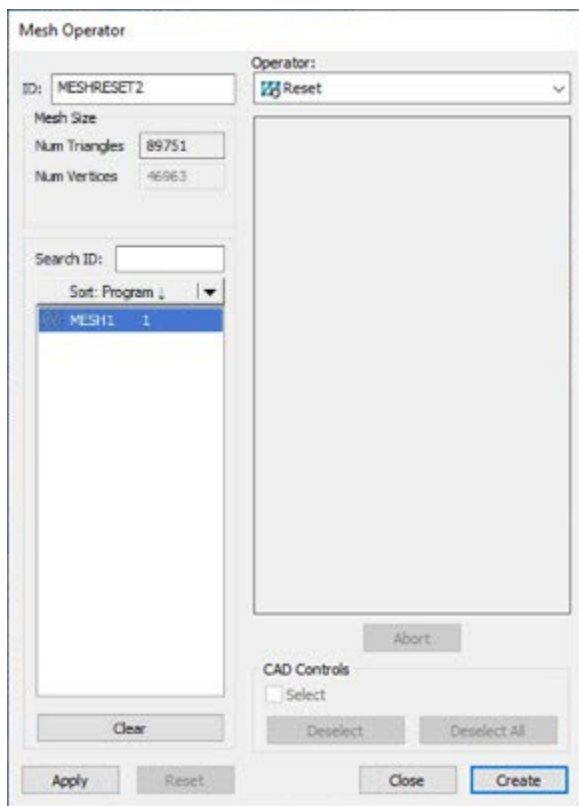 Mesh Operator
ID: MESHRESET2
Operator:
Reset
Mesh Size
Num Triangles 89751
Num Vertices 46963
Search ID:
Sort: Program ↓
MESH1 1
Clear
Abort
CAD Controls
Select
Deselect Deselect All
Apply Reset Close Create